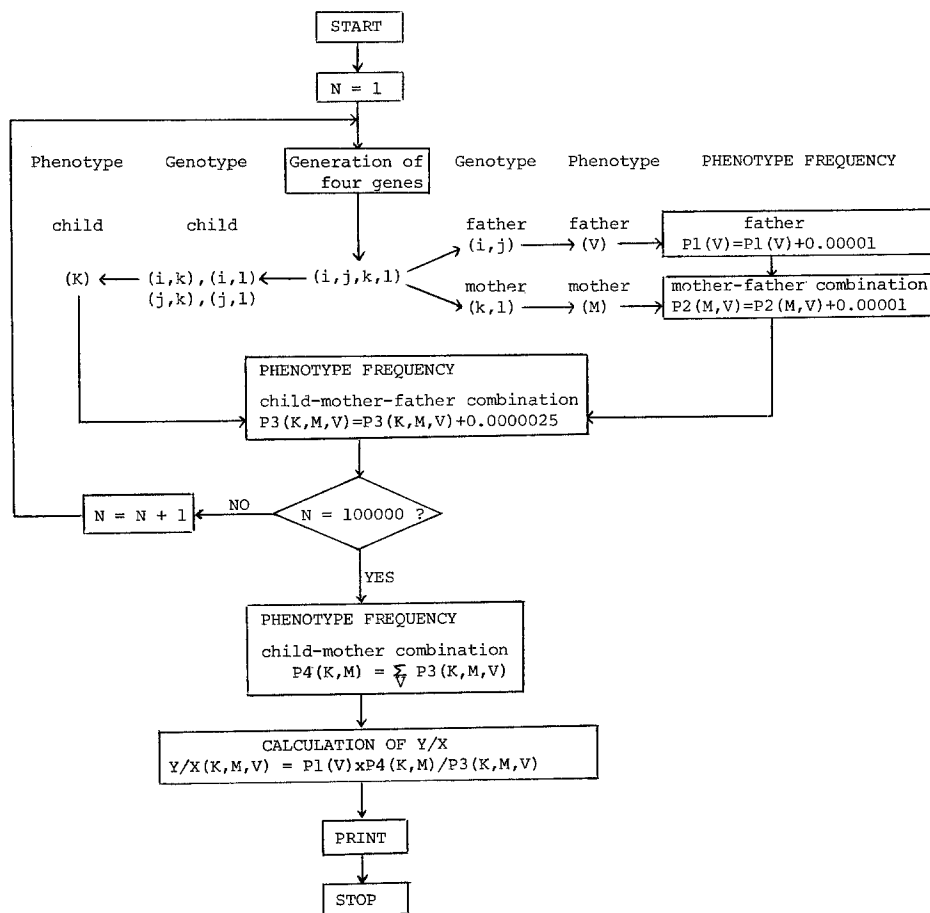 START
N = 1
Phenotype Genotype Generation of four genes Genotype Phenotype PHENOTYPE FREQUENCY
child child father father father
(K) (i,k),(i,l) (i,j,k,l) (i,j) (V) P1(V)=P1(V)+0.00001
(j,k),(j,l) mother mother mother-father combination
(k,l) (M) P2(M,V)=P2(M,V)+0.00001
PHENOTYPE FREQUENCY
child-mother-father combination
P3(K,M,V)=P3(K,M,V)+0.0000025
N = N + 1 NO N = 100000 ?
YES
PHENOTYPE FREQUENCY
child-mother combination
P4(K,M) = Σ P3(K,M,V)
V
CALCULATION OF Y/X
Y/X(K,M,V) = P1(V)xP4(K,M)/P3(K,M,V)
PRINT
STOP